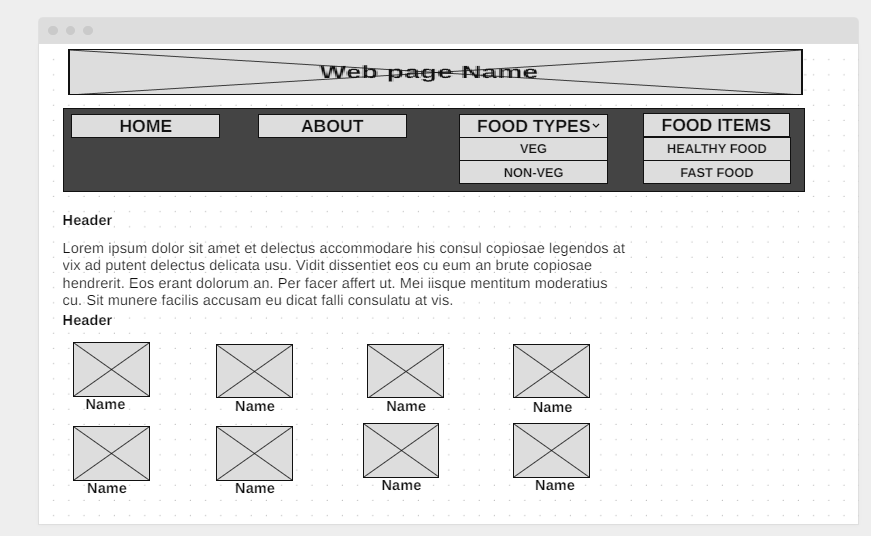 Web page Name
HOME
ABOUT
FOOD TYPES
FOOD ITEMS
VEG
HEALTHY FOOD
NON-VEG
FAST FOOD
Header
Lorem ipsum dolor sit amet et delectus accommodare his consul copiosae legendos at
vix ad putent delectus delicata usu. Vidit dissentiet eos cu eum an brute copiosae
hendrerit. Eos erant dolorum an. Per facer affert ut. Mei iisque mentitum moderatius
cu. Sit munere facilis accusam eu dicat falli consulatu at vis.
Header
Name
Name
Name
Name
Name
Name
Name
Name